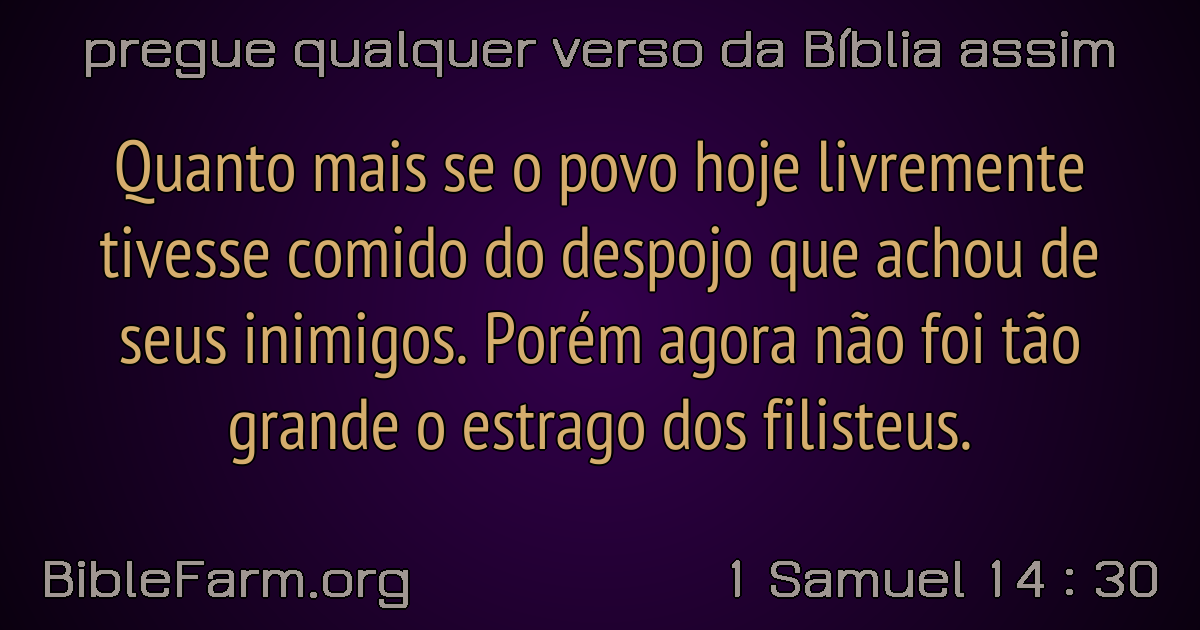 pregue qualquer verso da Bíblia assim
Quanto mais se o povo hoje livremente
tivesse comido do despojo que achou de
seus inimigos. Porém agora não foi tão
grande o estrago dos filisteus.
BibleFarm.org
1 Samuel 14 : 30